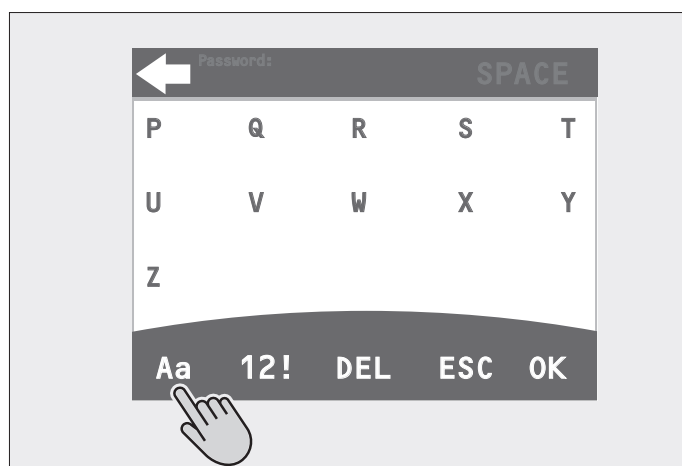 Password:
SPACE
P Q R S T
U V W X Y
Z
Aa 12! DEL ESC OK